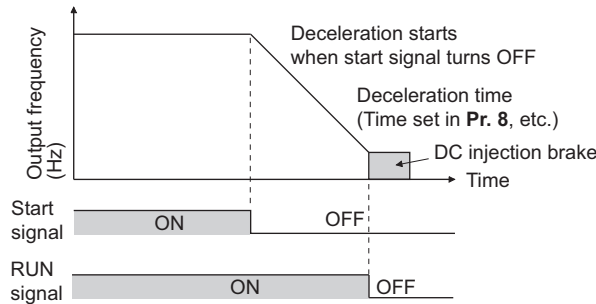 Output frequency
(Hz)
Deceleration starts
when start signal turns OFF
Deceleration time
(Time set in Pr. 8, etc.)
DC injection brake
Time
Start
signal
ON
OFF
RUN
signal
ON
OFF